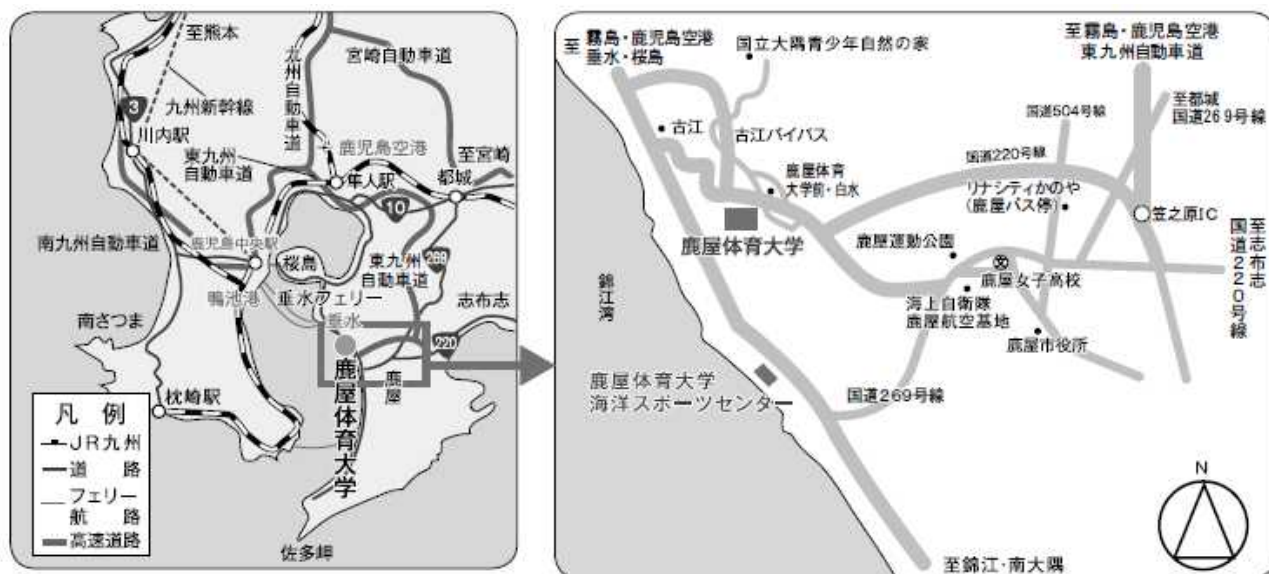 至熊本
3
九州新幹線
川内駅
九州自動車道
宮崎自動車道
東九州
自動車道
鹿児島空港
隼人駅
至宮崎
都城
10
南九州自動車道
鹿児島中央駅
桜島
東九州
自動車道
269
鴨池港
垂水フェリー
垂水
志布志
220
南さつま
鹿屋
鹿屋体育大学
枕崎駅
佐多岬
凡 例
JR九州
道 路
フェリー
航 路
高速道路
至 霧島・鹿児島空港
垂水・桜島
国立大隅青少年自然の家
至霧島・鹿児島空港
東九州自動車道
至都城
国道269号線
国道504号線
古江
古江バイパス
国道220号線
鹿屋体育
大学前・白水
リナシティかのや
(鹿屋バス停)
笠之原IC
至志布志
国道220号線
鹿屋体育大学
鹿屋運動公園
文
鹿屋女子高校
海上自衛隊
鹿屋航空基地
鹿屋市役所
錦江湾
鹿屋体育大学
海洋スポーツセンター
国道269号線
至錦江・南大隅
N